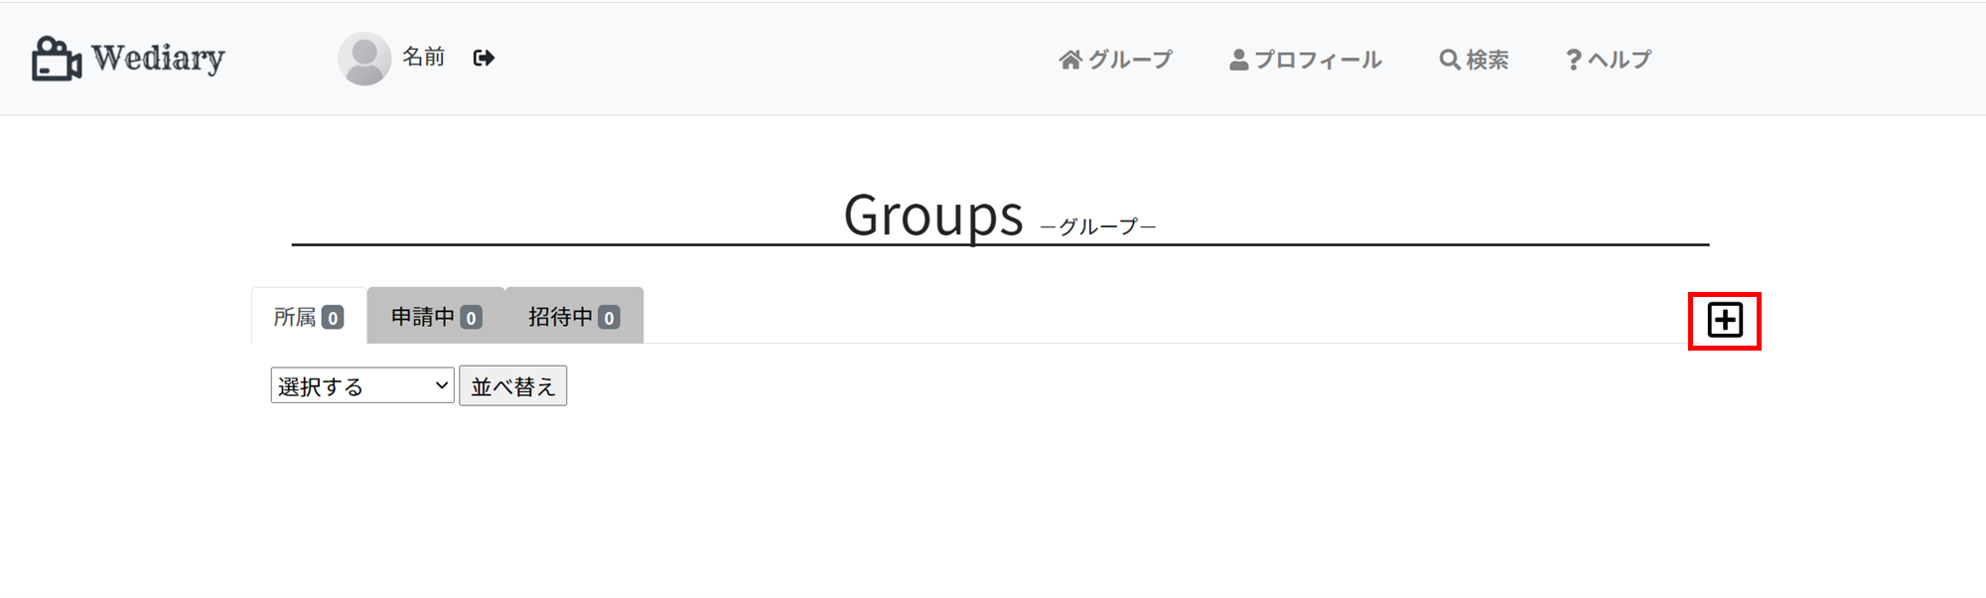 Wediary 名前 グループ プロフィール 検索 ? ヘルプ
Groups －グループ－
所属 0 申請中 0 招待中 0
選択する 並べ替え